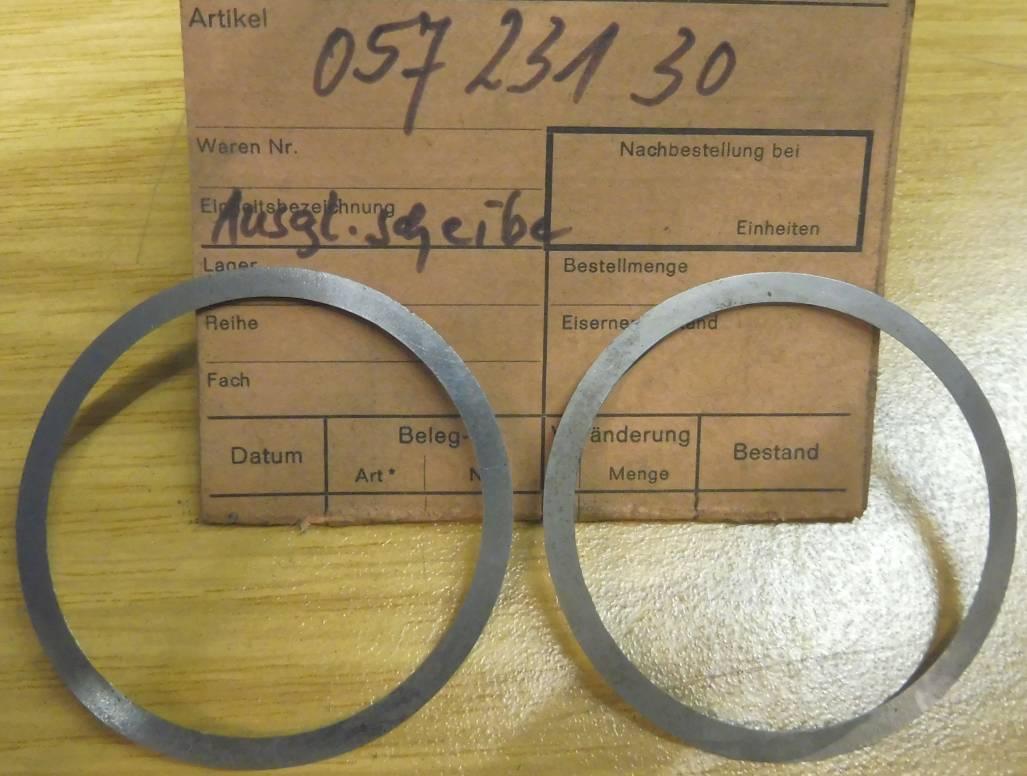 Artikel
057 231 30
Waren Nr.
Nachbestellung bei
Einheitsbezeichnung
Ausgl. scheibe
Einheiten
Lager
Bestellmenge
Reihe
Fach
Beleg-
Datum
Bestand
Art*
Menge